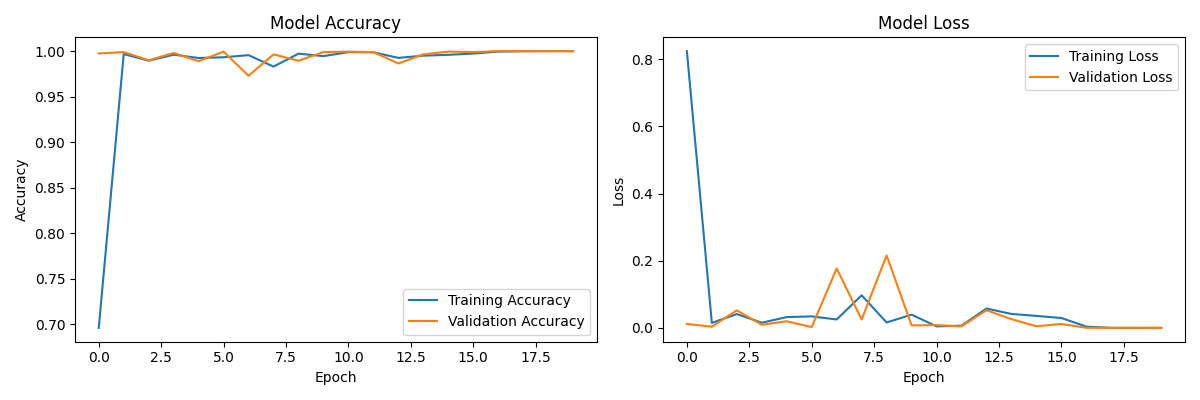 Model Accuracy
1.00
0.95
0.90
0.85
0.80
0.75
0.70
Accuracy
Training Accuracy
Validation Accuracy
0.0 2.5 5.0 7.5 10.0 12.5 15.0 17.5
Epoch
Model Loss
Training Loss
Validation Loss
0.8
0.6
0.4
0.2
0.0
Loss
0.0 2.5 5.0 7.5 10.0 12.5 15.0 17.5
Epoch